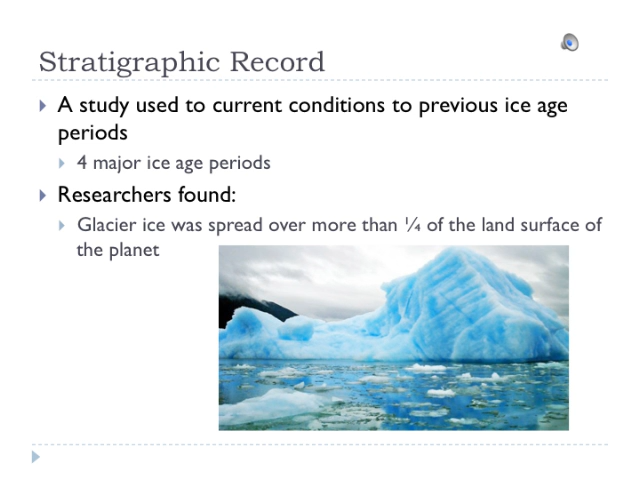 Stratigraphic Record
A study used to current conditions to previous ice age
periods
4 major ice age periods
Researchers found:
Glacier ice was spread over more than ¼ of the land surface of
the planet